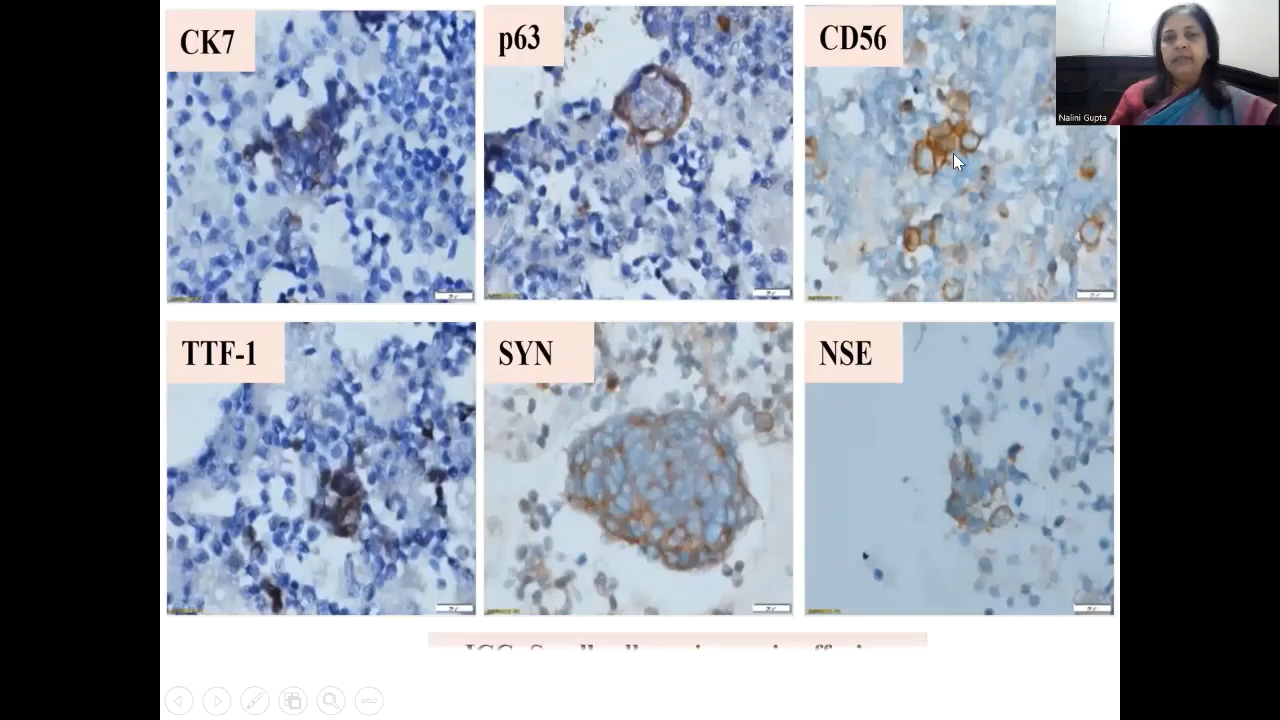 CK7
p63
CD56
Nalini Gupta
TTF-1
SYN
NSE